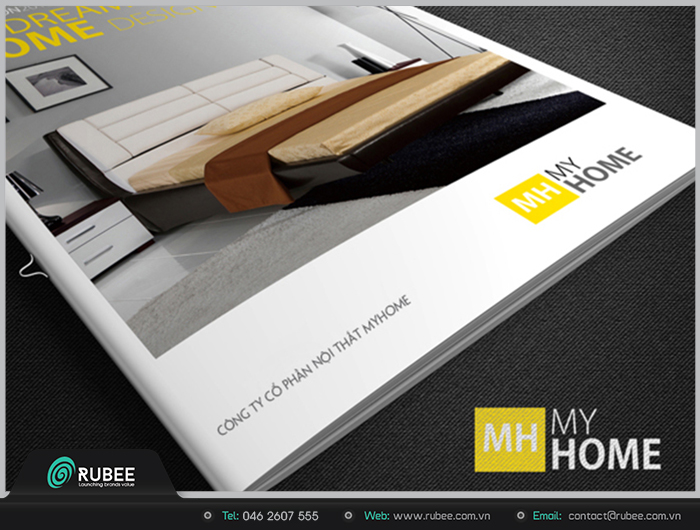 DREAM
HOME DESIGN
MH MY
HOME
CÔNG TY CỔ PHẦN NỘI THẤT MYHOME
MH MY
HOME
RUBEE
Launching brands value
Tel: 046 2607 555
Web: www.rubee.com.vn
Email: contact@rubee.com.vn